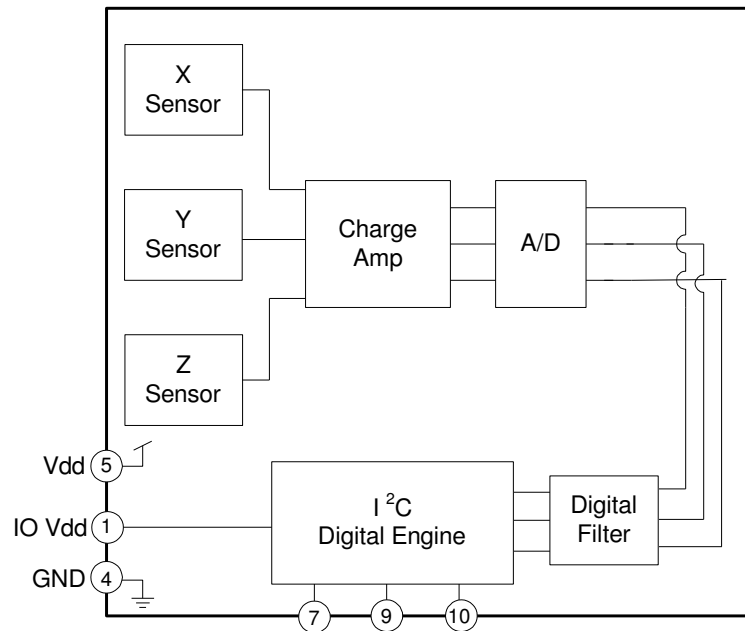 X
Sensor
Y
Sensor
Charge
Amp
A/D
Z
Sensor
Vdd 5
IO Vdd 1
GND 4
I ²C
Digital Engine
Digital
Filter
7 9 10